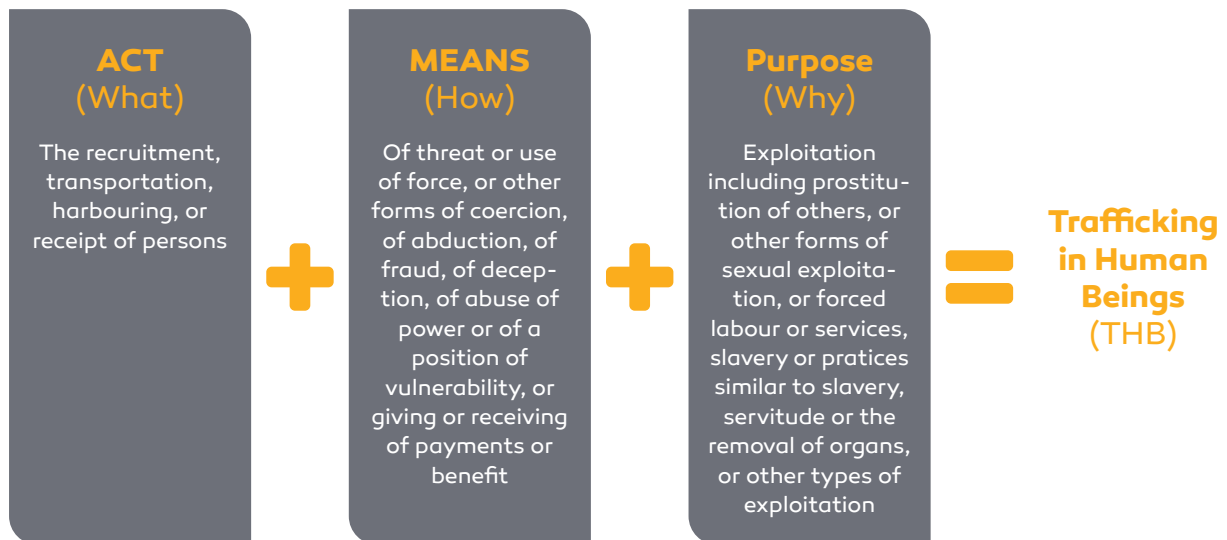 ACT
(What)
The recruitment,
transportation,
harbouring, or
receipt of persons
MEANS
(How)
Of threat or use
of force, or other
forms of coercion,
of abduction, of
fraud, of decep-
tion, of abuse of
power or of a
position of
vulnerability, or
giving or receiving
of payments or
benefit
Purpose
(Why)
Exploitation
including prostitu-
tion of others, or
other forms of
sexual exploita-
tion, or forced
labour or services,
slavery or pratices
similar to slavery,
servitude or the
removal of organs,
or other types of
exploitation
Trafficking
in Human
Beings
(THB)